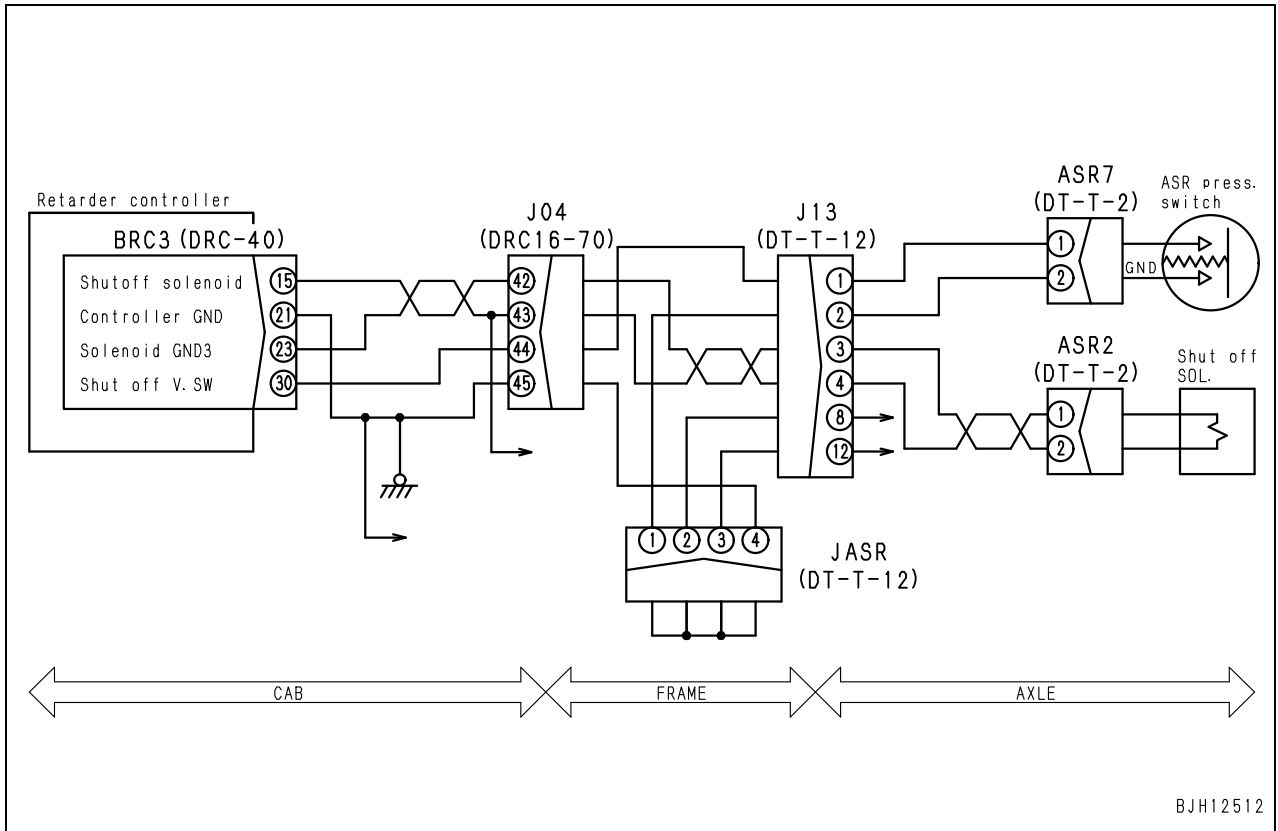 Retarder controller
BRC3 (DRC-40)
Shutoff solenoid 15
Controller GND 21
Solenoid GND3 23
Shut off V.SW 30
J04
(DRC16-70)
42
43
44
45
J13
(DT-T-12)
1
2
3
4
8
12
ASR7
(DT-T-2)
1
2
ASR press.
switch
GND
ASR2
(DT-T-2)
1
2
Shut off
SOL.
1 2 3 4
JASR
(DT-T-12)
CAB
FRAME
AXLE
BJH12512